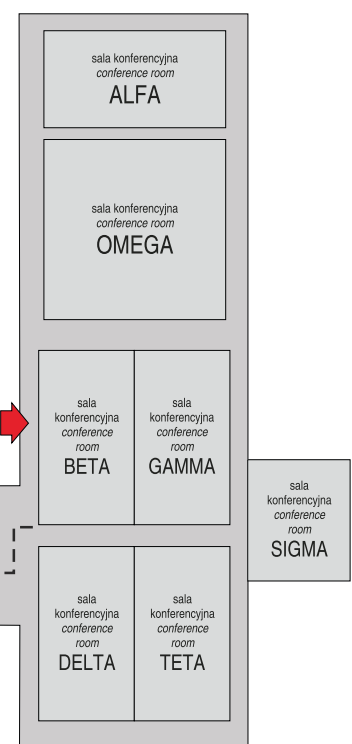 sala konferencyjna
conference room
ALFA
sala konferencyjna
conference room
OMEGA
sala
konferencyjna
conference
room
BETA
sala
konferencyjna
conference
room
GAMMA
sala
konferencyjna
conference
room
SIGMA
sala
konferencyjna
conference
room
DELTA
sala
konferencyjna
conference
room
TETA